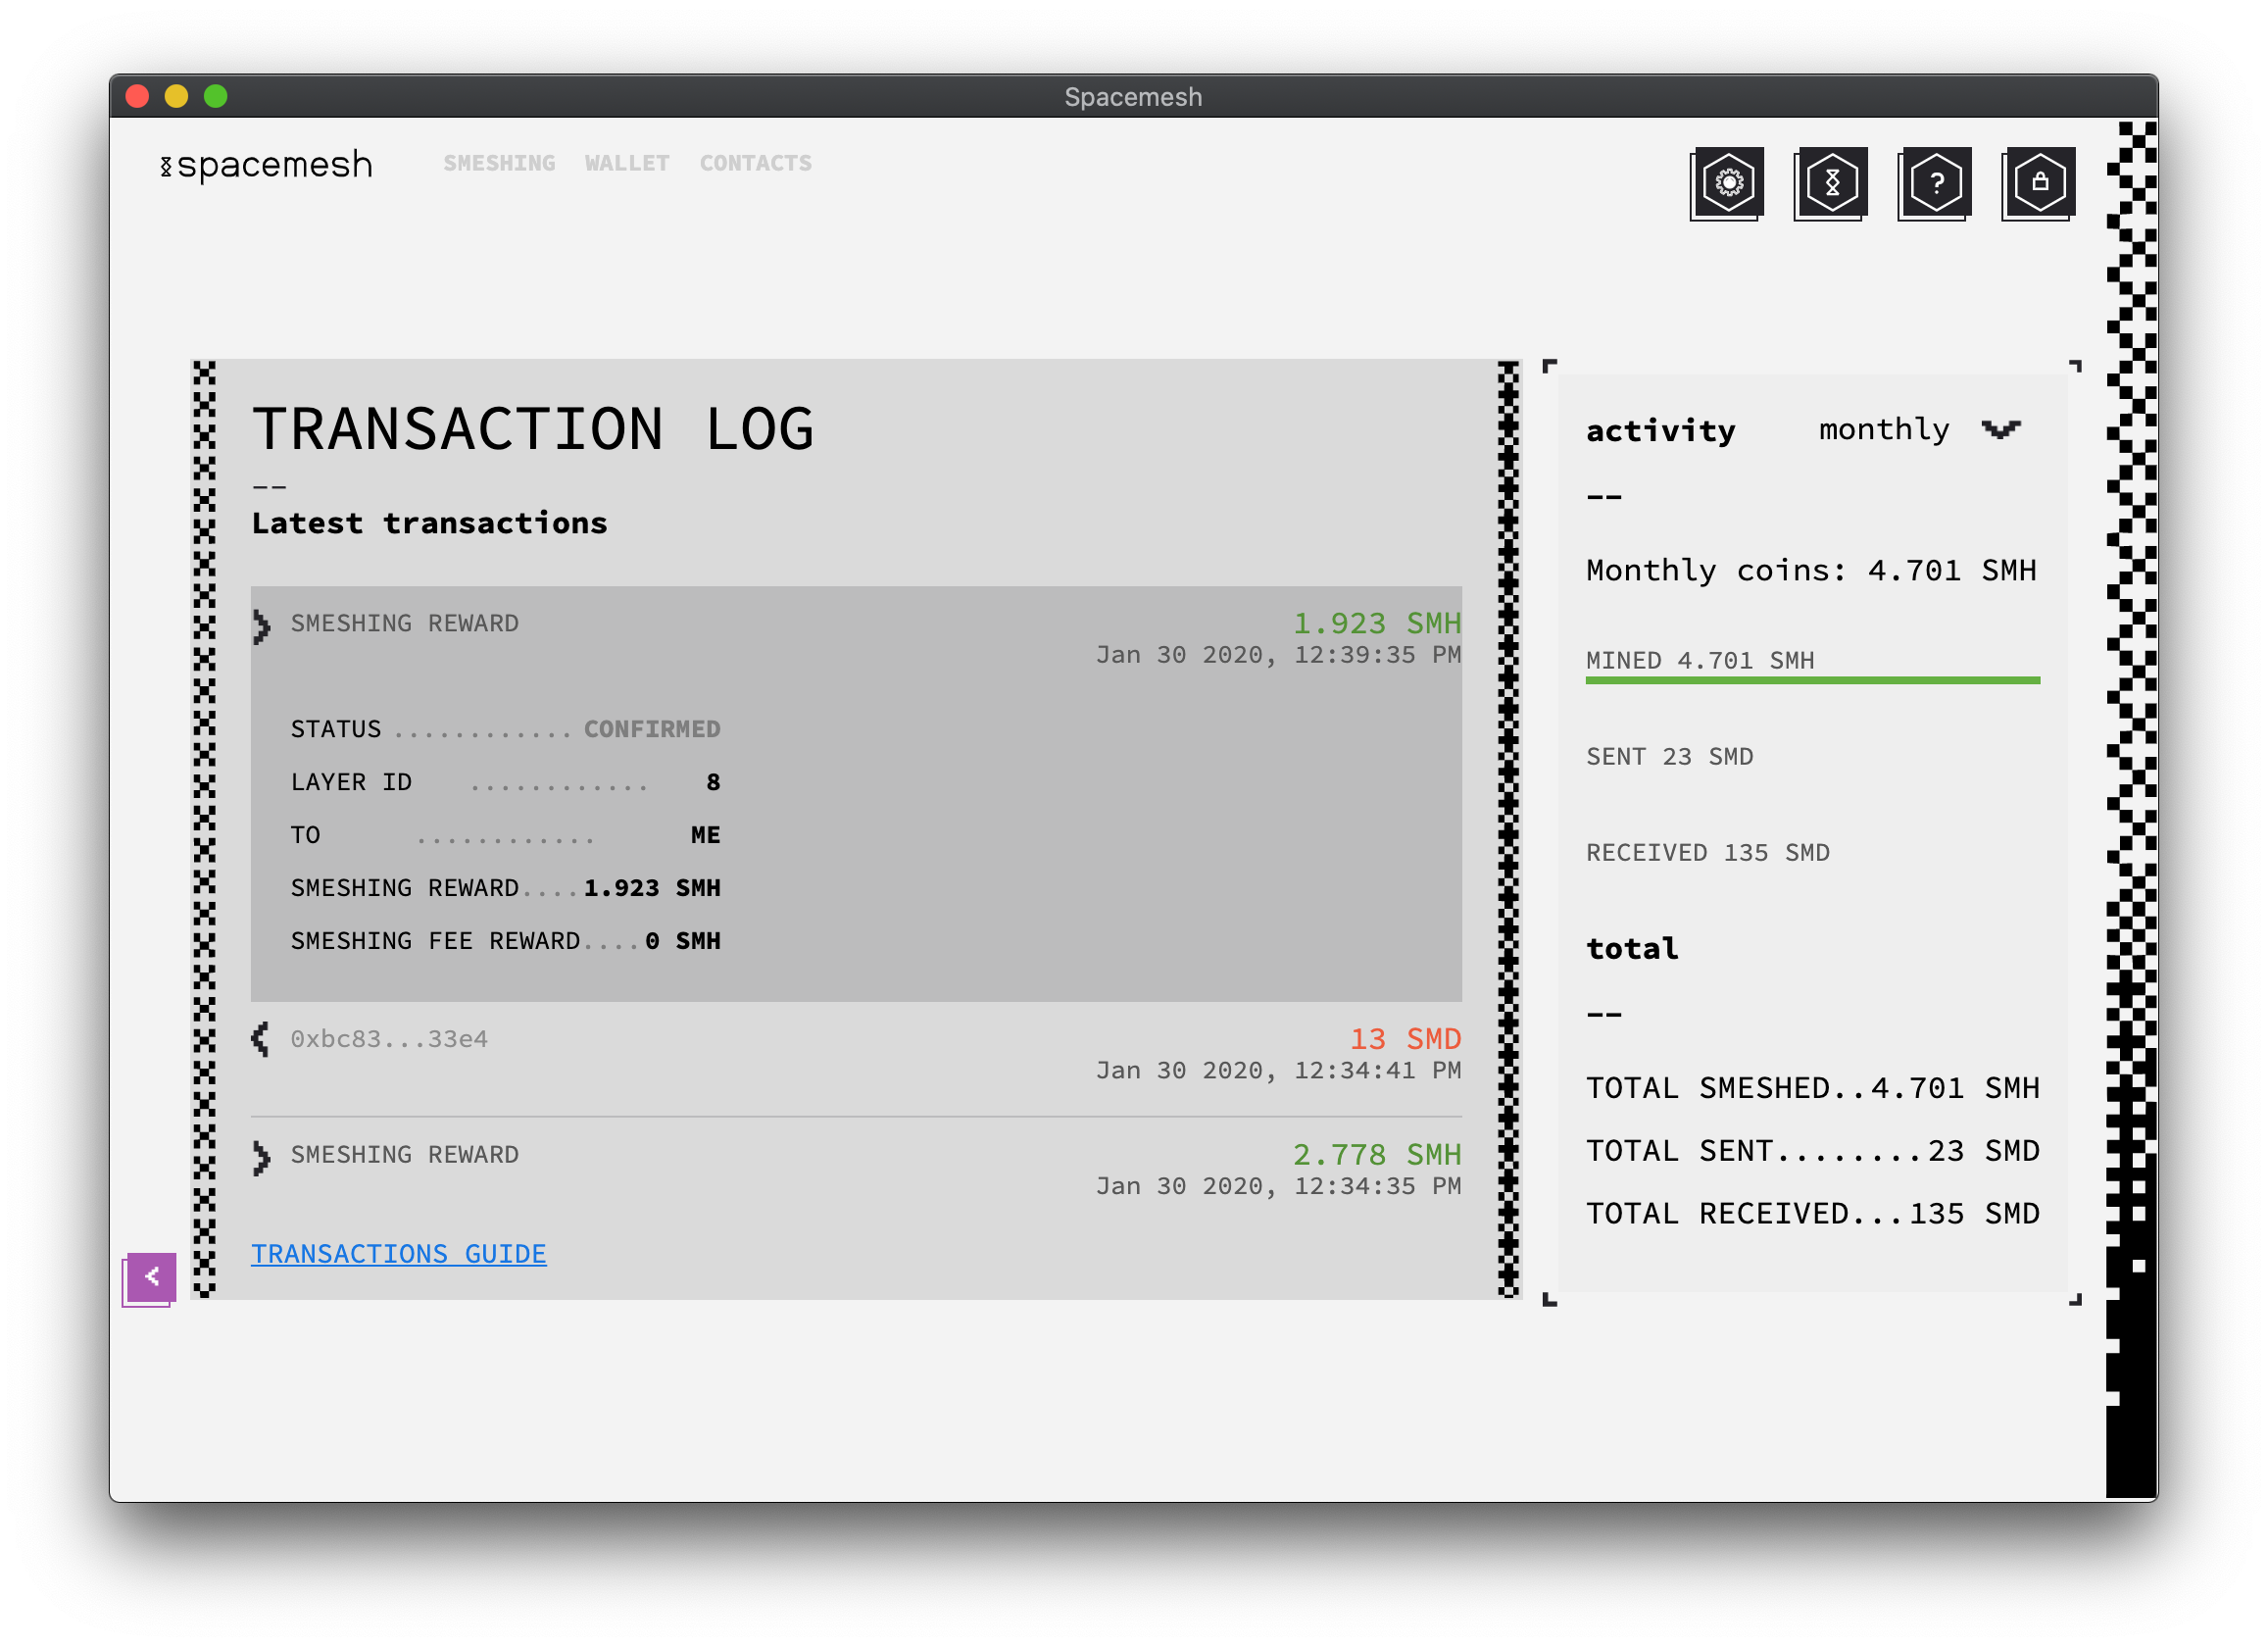 Spacemesh
spacemesh SMESHING WALLET CONTACTS
?
TRANSACTION LOG
--
Latest transactions
SMESHING REWARD 1.923 SMH
Jan 30 2020, 12:39:35 PM
STATUS ............ CONFIRMED
LAYER ID ............ 8
TO ............ ME
SMESHING REWARD....1.923 SMH
SMESHING FEE REWARD....0 SMH
0xbc83...33e4 13 SMD
Jan 30 2020, 12:34:41 PM
SMESHING REWARD 2.778 SMH
Jan 30 2020, 12:34:35 PM
TRANSACTIONS GUIDE
activity monthly
--
Monthly coins: 4.701 SMH
MINED 4.701 SMH
SENT 23 SMD
RECEIVED 135 SMD
total
--
TOTAL SMESHED..4.701 SMH
TOTAL SENT........23 SMD
TOTAL RECEIVED...135 SMD